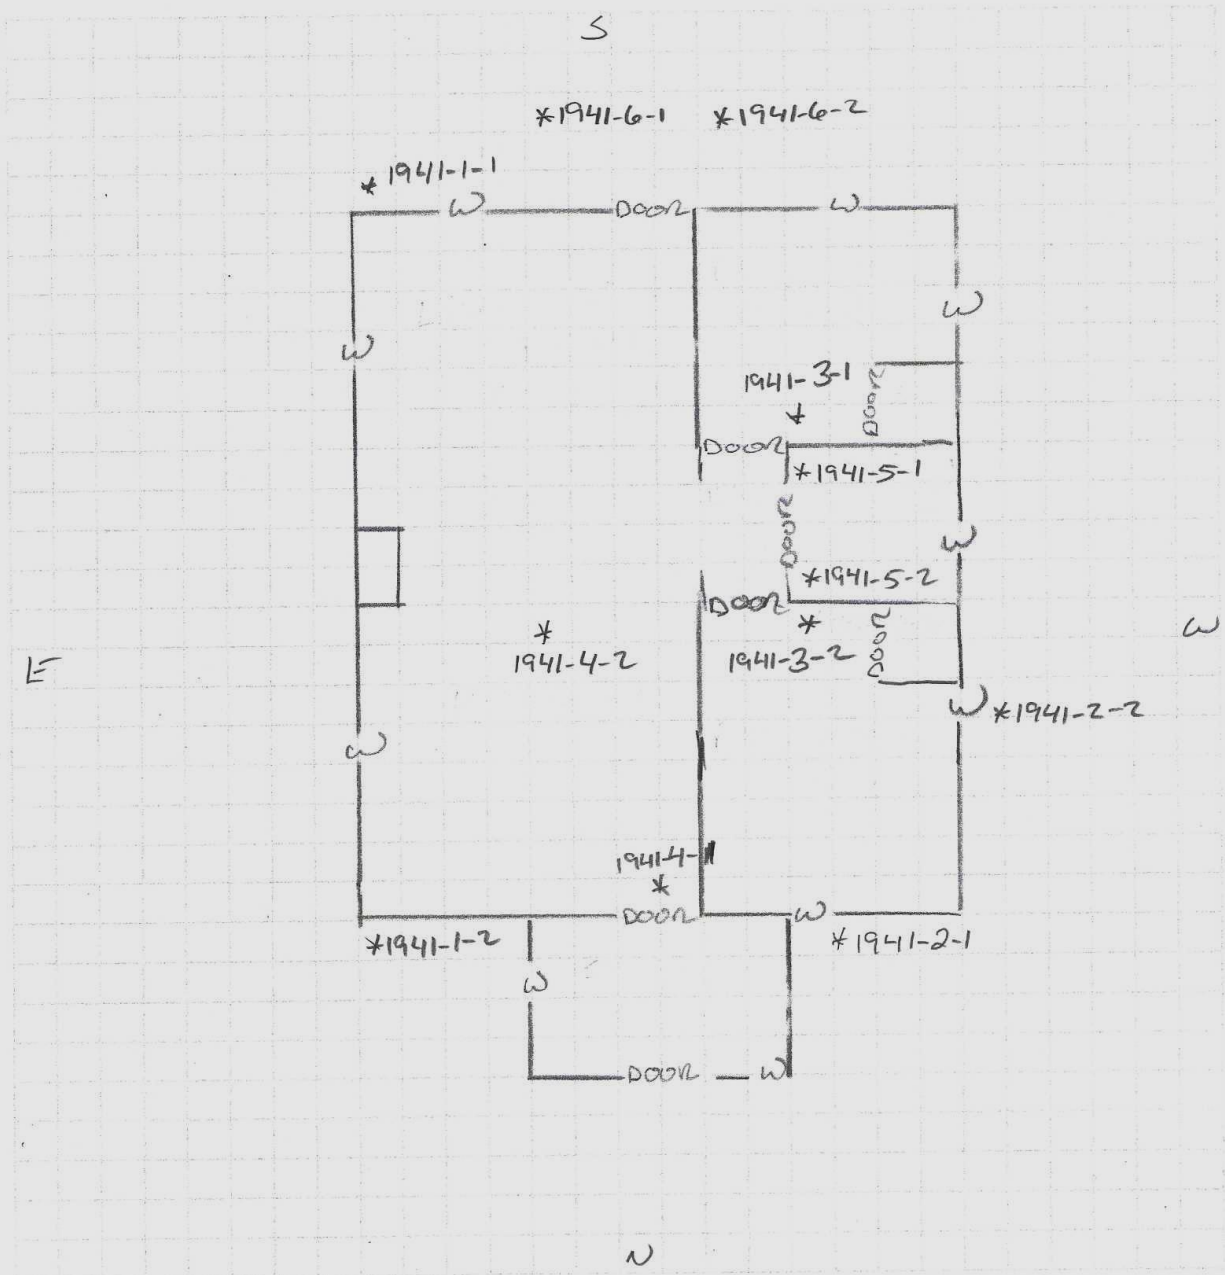 S
*1941-6-1 *1941-6-2
*1941-1-1
W DOOR W
W
W
1941-3-1
*
DOOR
DOOR
*1941-5-1
DOOR
W
*1941-5-2
DOOR
*
1941-4-2
*
1941-3-2
DOOR
E
W
W *1941-2-2
W
1941-4-1
*
DOOR W
*1941-1-2 *1941-2-1
W
DOOR W
N